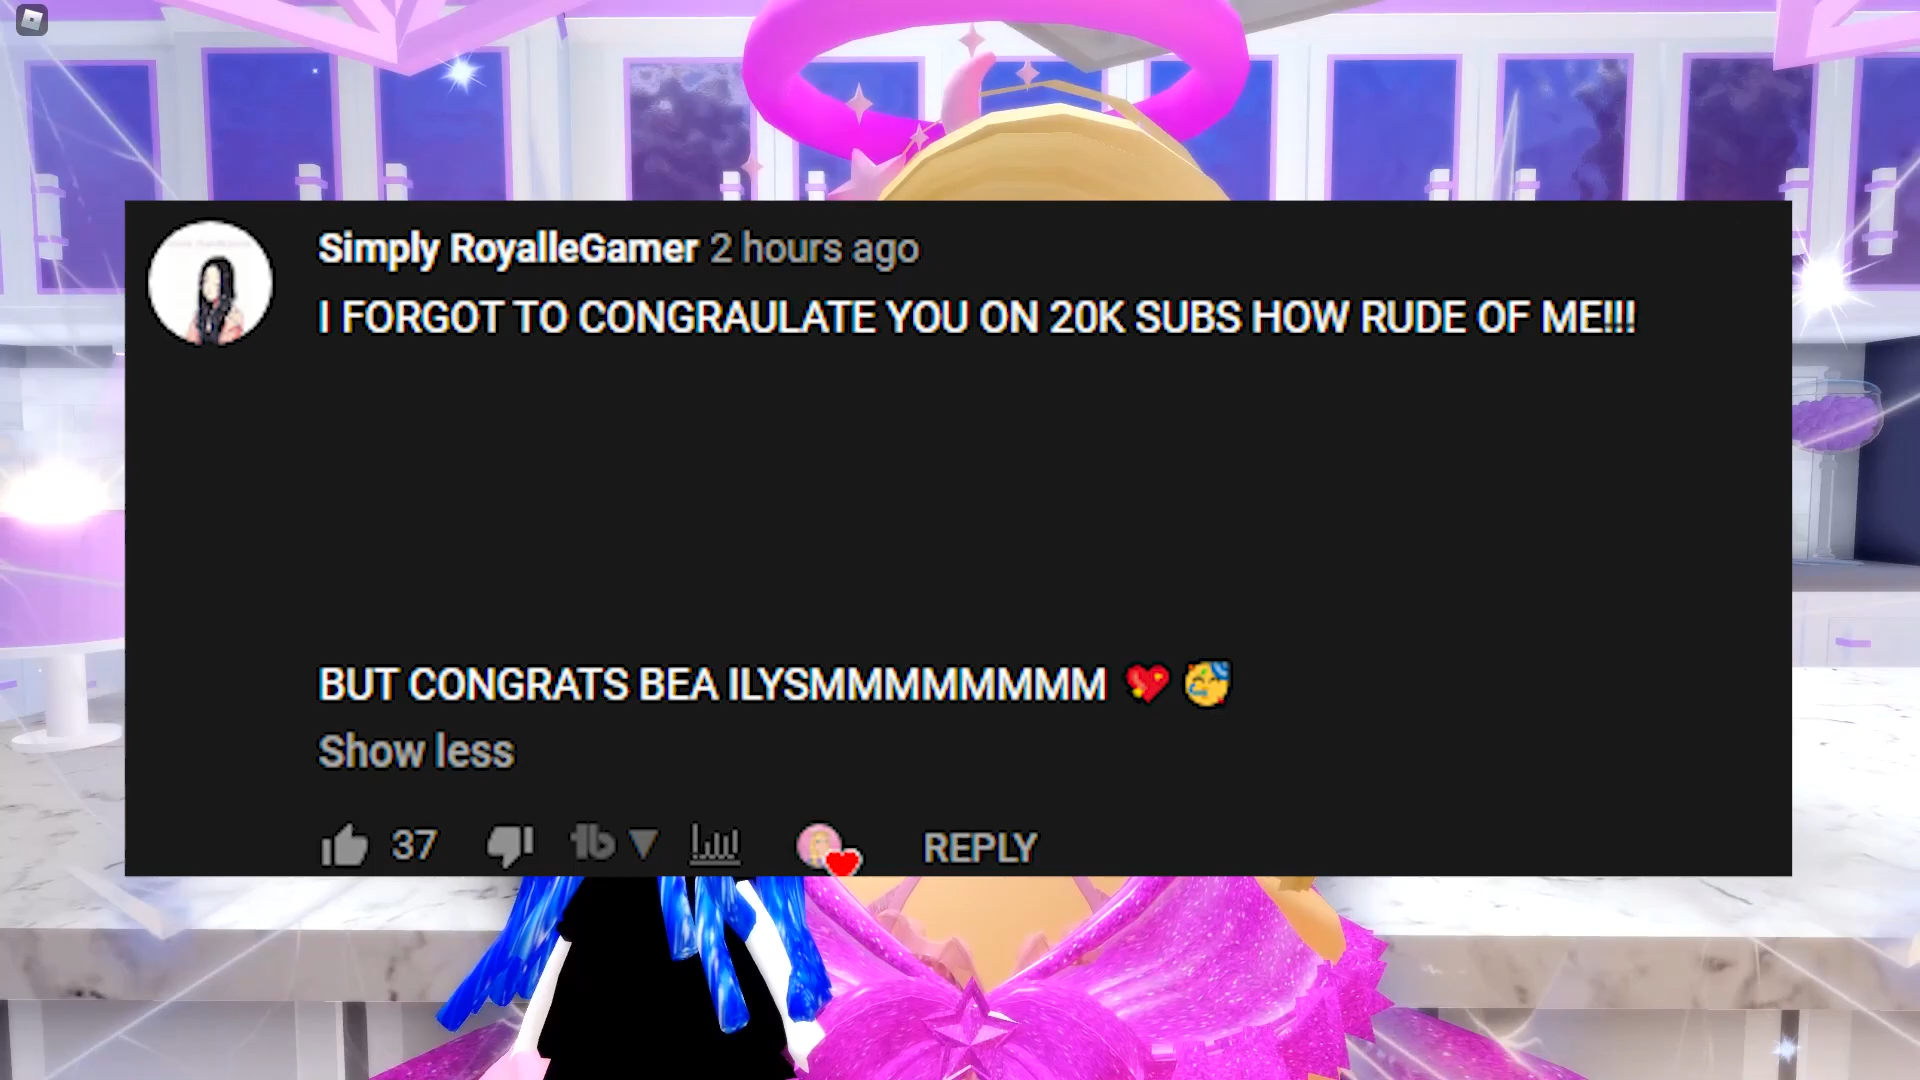 Simply RoyalleGamer 2 hours ago
I FORGOT TO CONGRAULATE YOU ON 20K SUBS HOW RUDE OF ME!!!
BUT CONGRATS BEA ILYSMMMMMMMM 💖 🥳
Show less
37 REPLY